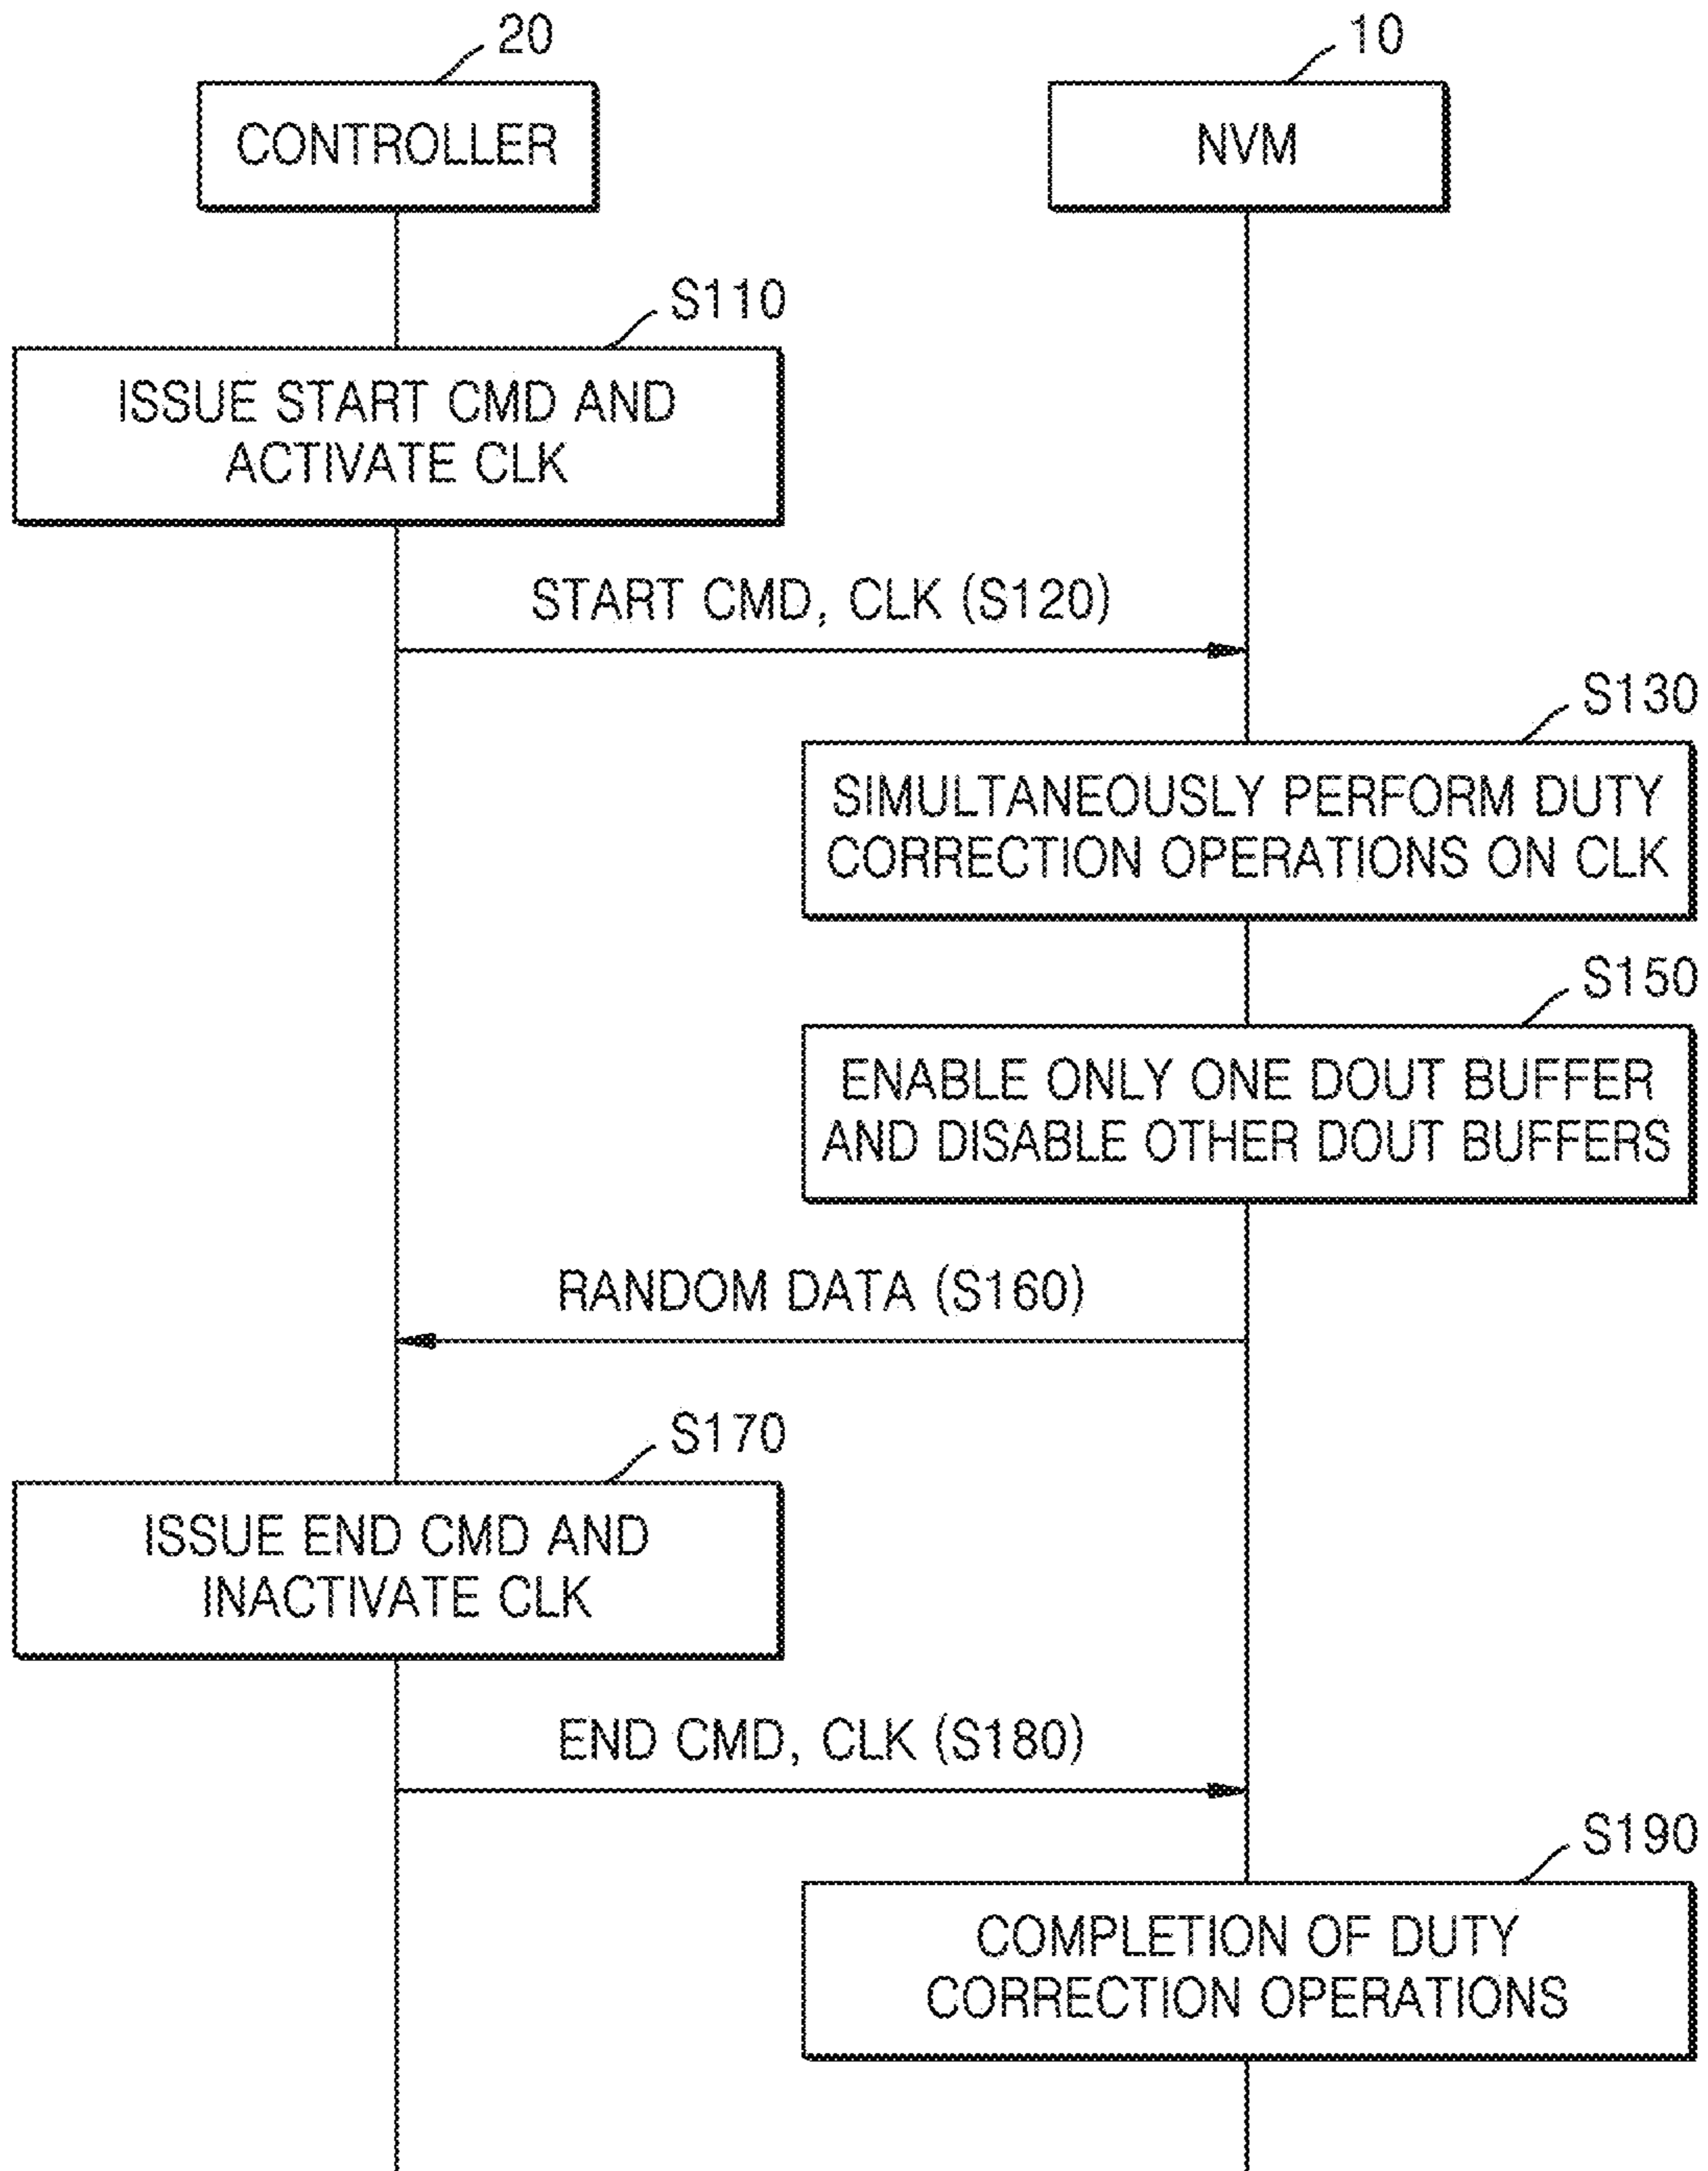 20
10
CONTROLLER
NVM
S110
ISSUE START CMD AND
ACTIVATE CLK
START CMD, CLK (S120)
S130
SIMULTANEOUSLY PERFORM DUTY
CORRECTION OPERATIONS ON CLK
S150
ENABLE ONLY ONE DOUT BUFFER
AND DISABLE OTHER DOUT BUFFERS
RANDOM DATA (S160)
S170
ISSUE END CMD AND
INACTIVATE CLK
END CMD, CLK (S180)
S190
COMPLETION OF DUTY
CORRECTION OPERATIONS